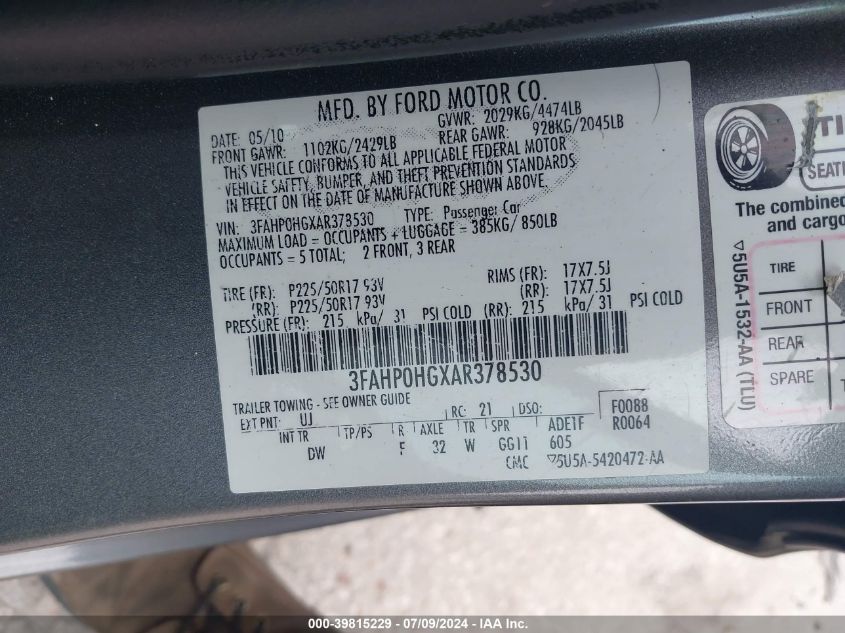 MFD. BY FORD MOTOR CO.
DATE: 05/10
GVWR: 2029KG/4474LB
FRONT GAWR: 1102KG/2429LB
REAR GAWR: 928KG/2045LB
THIS VEHICLE CONFORMS TO ALL APPLICABLE FEDERAL MOTOR
VEHICLE SAFETY, BUMPER, AND THEFT PREVENTION STANDARDS
IN EFFECT ON THE DATE OF MANUFACTURE SHOWN ABOVE.
VIN: 3FAHP0HGXAR378530 TYPE: Passenger Car
MAXIMUM LOAD = OCCUPANTS + LUGGAGE = 385KG/ 850LB
OCCUPANTS = 5 TOTAL; 2 FRONT, 3 REAR
TIRE (FR): P225/50R17 93V RIMS (FR): 17X7.5J
(RR): P225/50R17 93V (RR): 17X7.5J
PRESSURE (FR): 215 kPa/ 31 PSI COLD (RR): 215 kPa/ 31 PSI COLD
3FAHP0HGXAR378530
TRAILER TOWING - SEE OWNER GUIDE
EXT PNT: UJ RC: 21 DSO: F0088
R0064
INT TR TP/PS R AXLE TR SPR ADEIF
DW F 32 W GG11 605
CMC 5U5A-5420472-AA
TI
SEATI
The combined
and cargo
TIRE
FRONT
REAR
SPARE
5U5A-1532-AA (TLU)
000-39815229 - 07/09/2024 - IAA Inc.